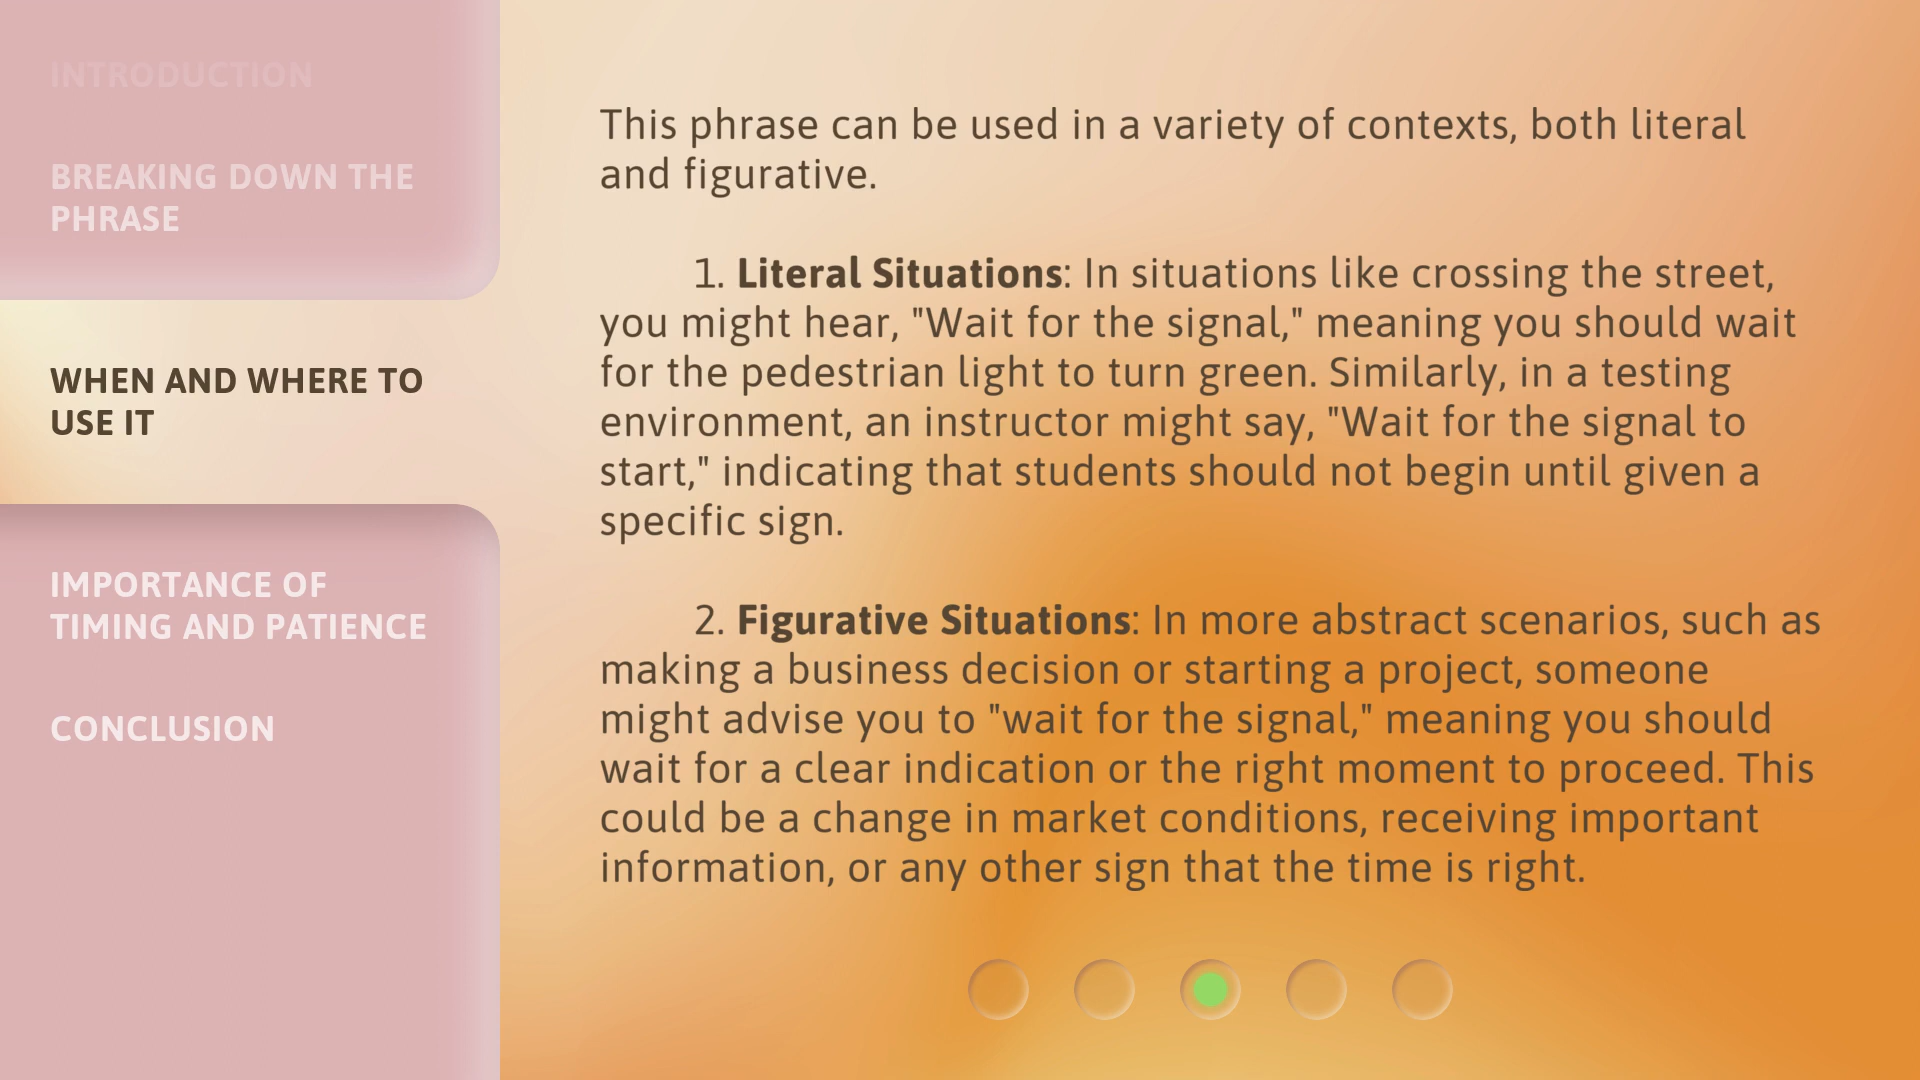 INTRODUCTION
BREAKING DOWN THE
PHRASE
WHEN AND WHERE TO
USE IT
IMPORTANCE OF
TIMING AND PATIENCE
CONCLUSION
This phrase can be used in a variety of contexts, both literal
and figurative.
1. Literal Situations: In situations like crossing the street,
you might hear, "Wait for the signal," meaning you should wait
for the pedestrian light to turn green. Similarly, in a testing
environment, an instructor might say, "Wait for the signal to
start," indicating that students should not begin until given a
specific sign.
2. Figurative Situations: In more abstract scenarios, such as
making a business decision or starting a project, someone
might advise you to "wait for the signal," meaning you should
wait for a clear indication or the right moment to proceed. This
could be a change in market conditions, receiving important
information, or any other sign that the time is right.